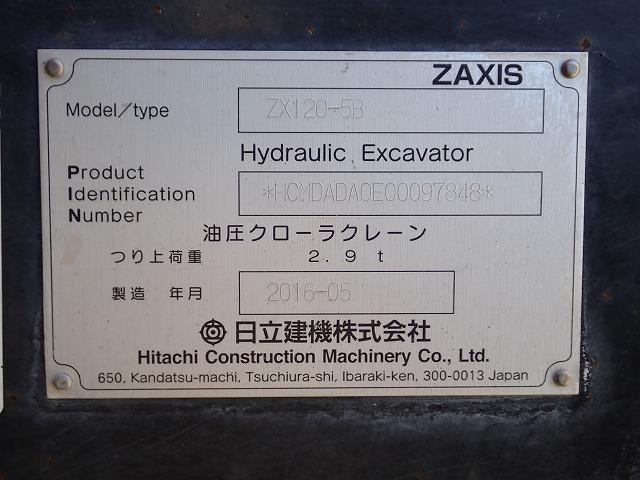 ZAXIS
Model/type ZX120-5B
Hydraulic Excavator
Product
Identification *HCMDADA0E00097848*
Number
油圧クローラクレーン
つり上荷重 2.9 t
製造 年月 2016-05
日立建機株式会社
Hitachi Construction Machinery Co., Ltd.
650, Kandatsu-machi, Tsuchiura-shi, Ibaraki-ken, 300-0013 Japan